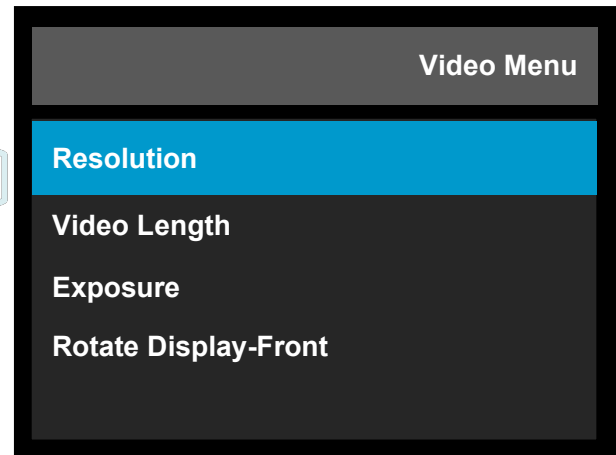 Video Menu
Resolution
Video Length
Exposure
Rotate Display-Front